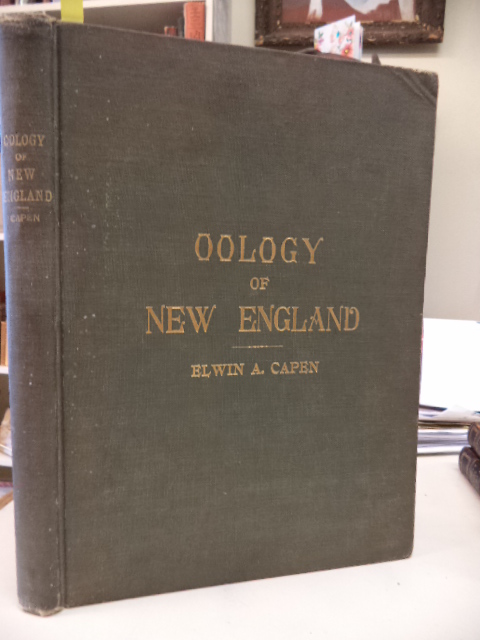 OOLOGY
OF
NEW
ENGLAND
CAPEN
OOLOGY
OF
NEW ENGLAND
ELWIN A. CAPEN